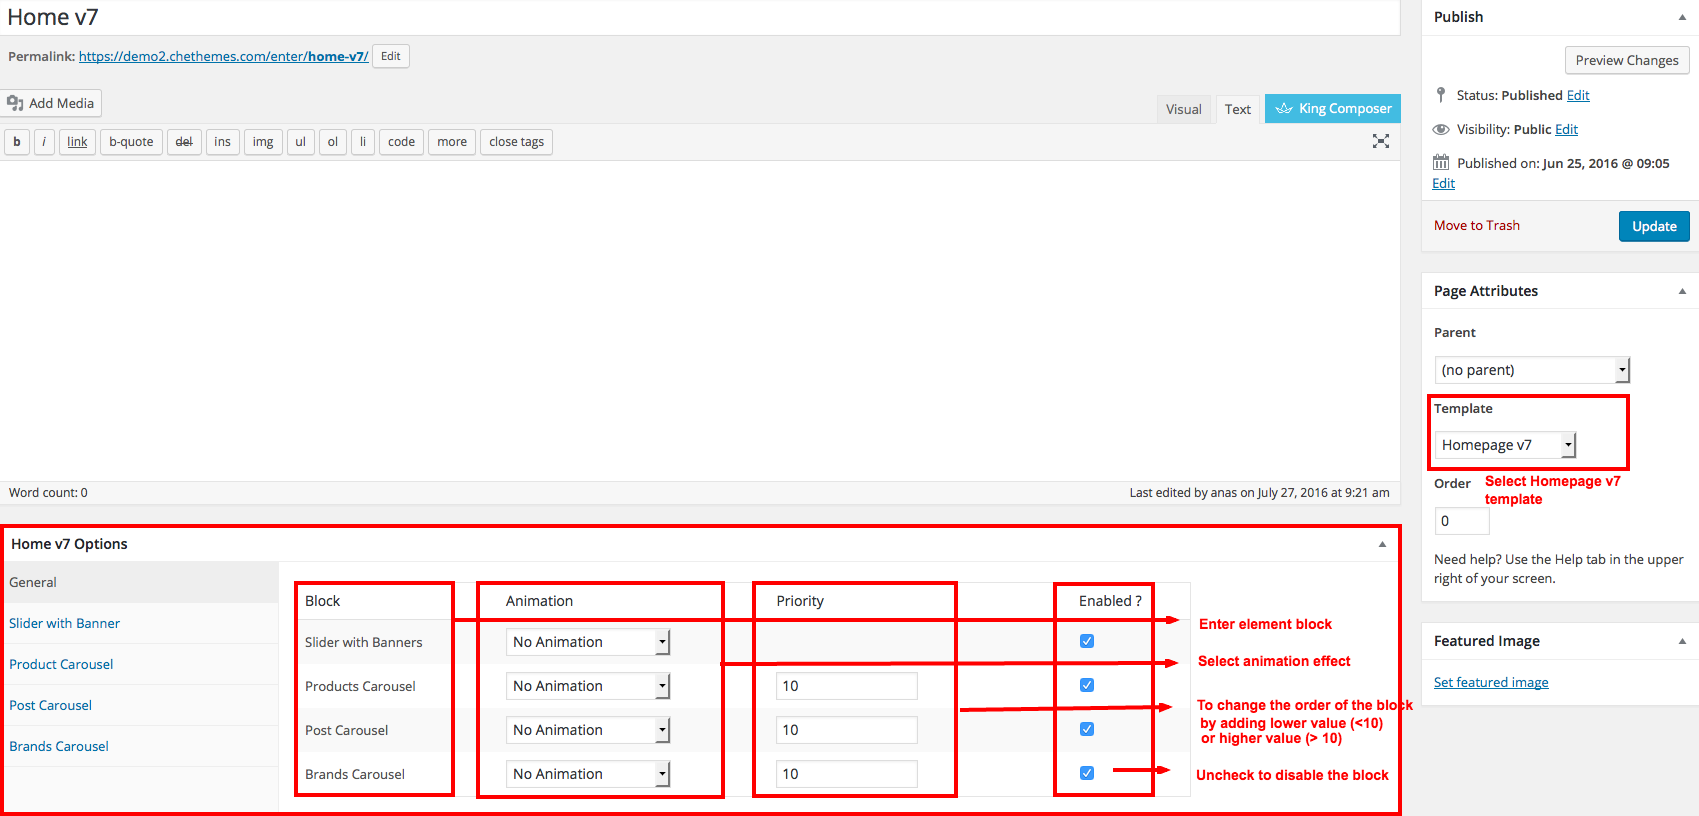 Home v7
Permalink: https://demo2.chethemes.com/enter/home-v7/ Edit
Add Media
Visual Text King Composer
b i link b-quote del ins img ul ol li code more close tags
Word count: 0
Last edited by anas on July 27, 2016 at 9:21 am
Home v7 Options
General
Slider with Banner
Product Carousel
Post Carousel
Brands Carousel
Block Animation Priority Enabled ?
Slider with Banners No Animation
Products Carousel No Animation 10
Post Carousel No Animation 10
Brands Carousel No Animation 10
Enter element block
Select animation effect
To change the order of the block
by adding lower value (<10)
or higher value (> 10)
Uncheck to disable the block
Publish
Preview Changes
Status: Published Edit
Visibility: Public Edit
Published on: Jun 25, 2016 @ 09:05
Edit
Move to Trash Update
Page Attributes
Parent
(no parent)
Template
Homepage v7
Order
Select Homepage v7
template
0
Need help? Use the Help tab in the upper
right of your screen.
Featured Image
Set featured image